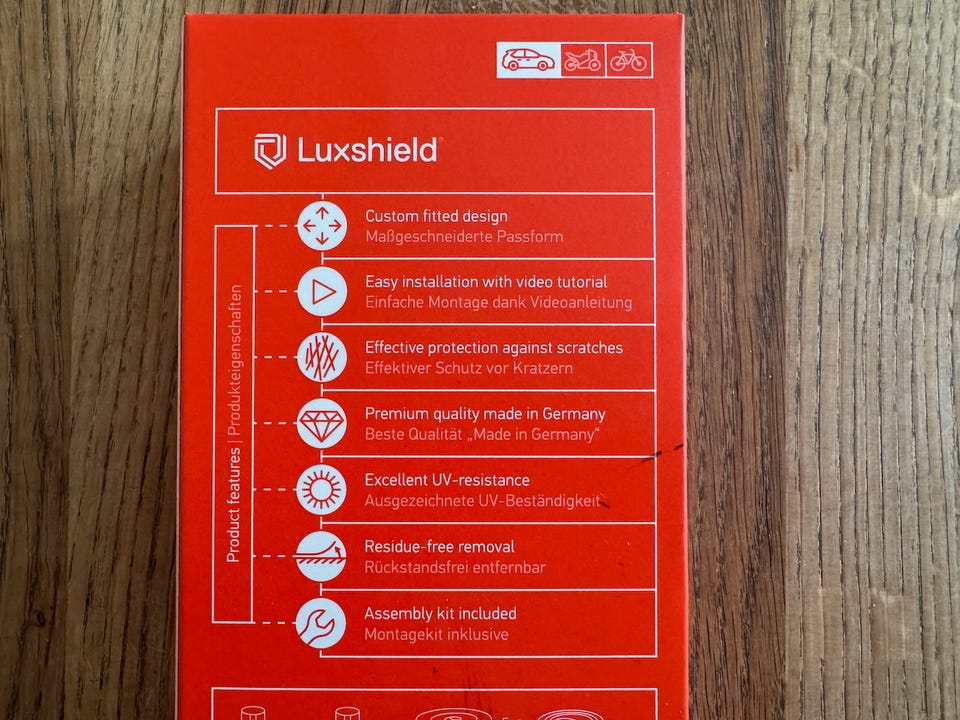 Luxshield
Product features | Produkteigenschaften
Custom fitted design
Maßgeschneiderte Passform
Easy installation with video tutorial
Einfache Montage dank Videoanleitung
Effective protection against scratches
Effektiver Schutz vor Kratzern
Premium quality made in Germany
Beste Qualität „Made in Germany“
Excellent UV-resistance
Ausgezeichnete UV-Beständigkeit
Residue-free removal
Rückstandsfrei entfernbar
Assembly kit included
Montagekit inklusive